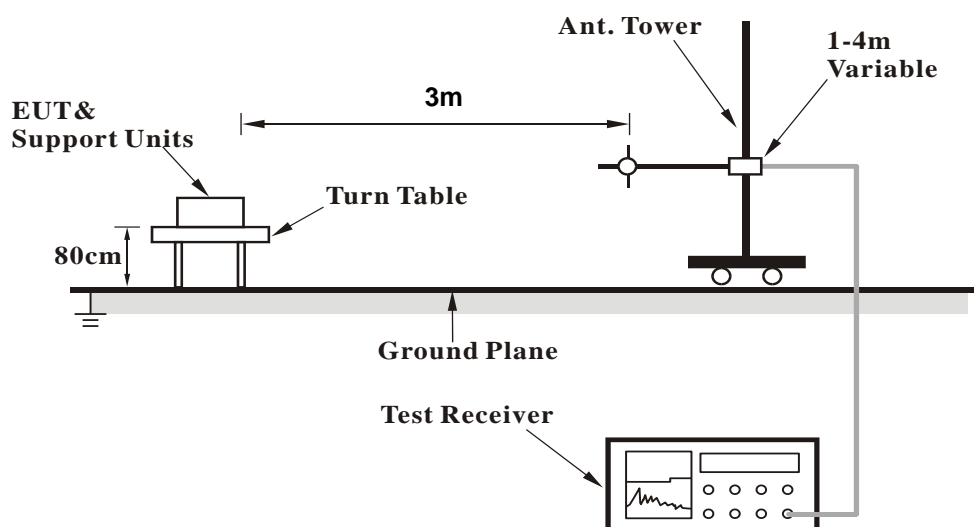 Ant. Tower
1-4m
Variable
3m
EUT&
Support Units
Turn Table
80cm
Ground Plane
Test Receiver